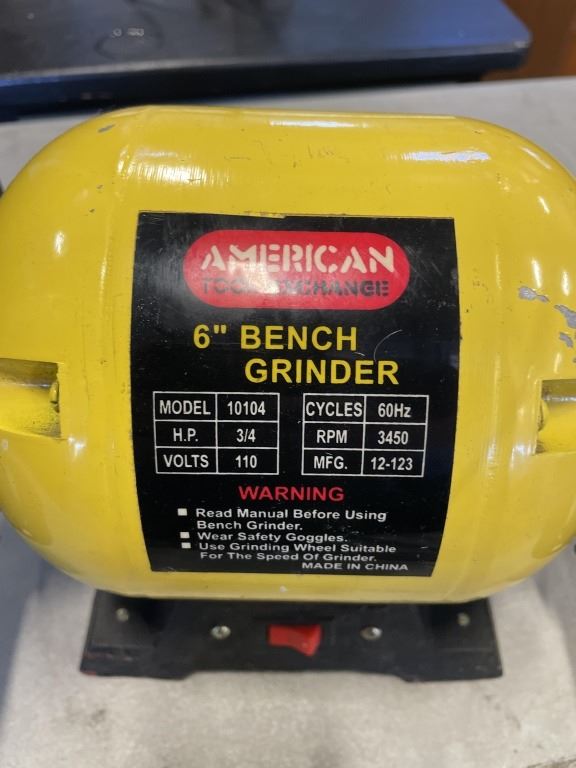 AMERICAN
TOOL EXCHANGE
6" BENCH
GRINDER
MODEL 10104 CYCLES 60Hz
H.P. 3/4 RPM 3450
VOLTS 110 MFG. 12-123
WARNING
■ Read Manual Before Using
Bench Grinder.
■ Wear Safety Goggles.
■ Use Grinding Wheel Suitable
For The Speed Of Grinder.
MADE IN CHINA